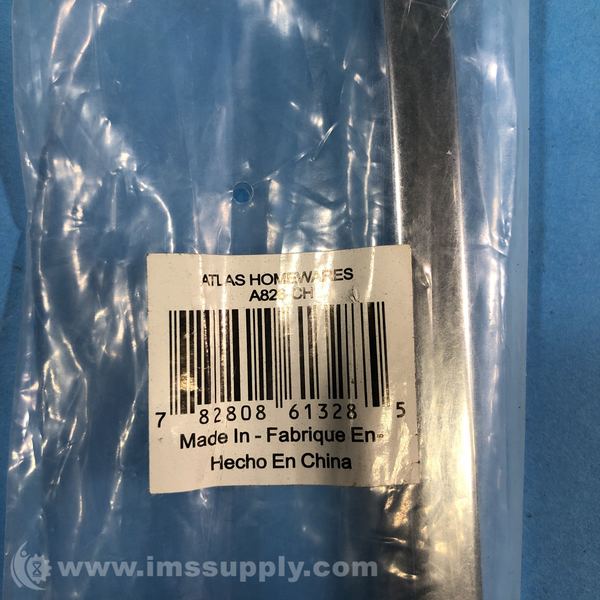 ATLAS HOMEWARES
7 82808 61328 5
Made In - Fabrique En-
Hecho En China
www.imssupply.com